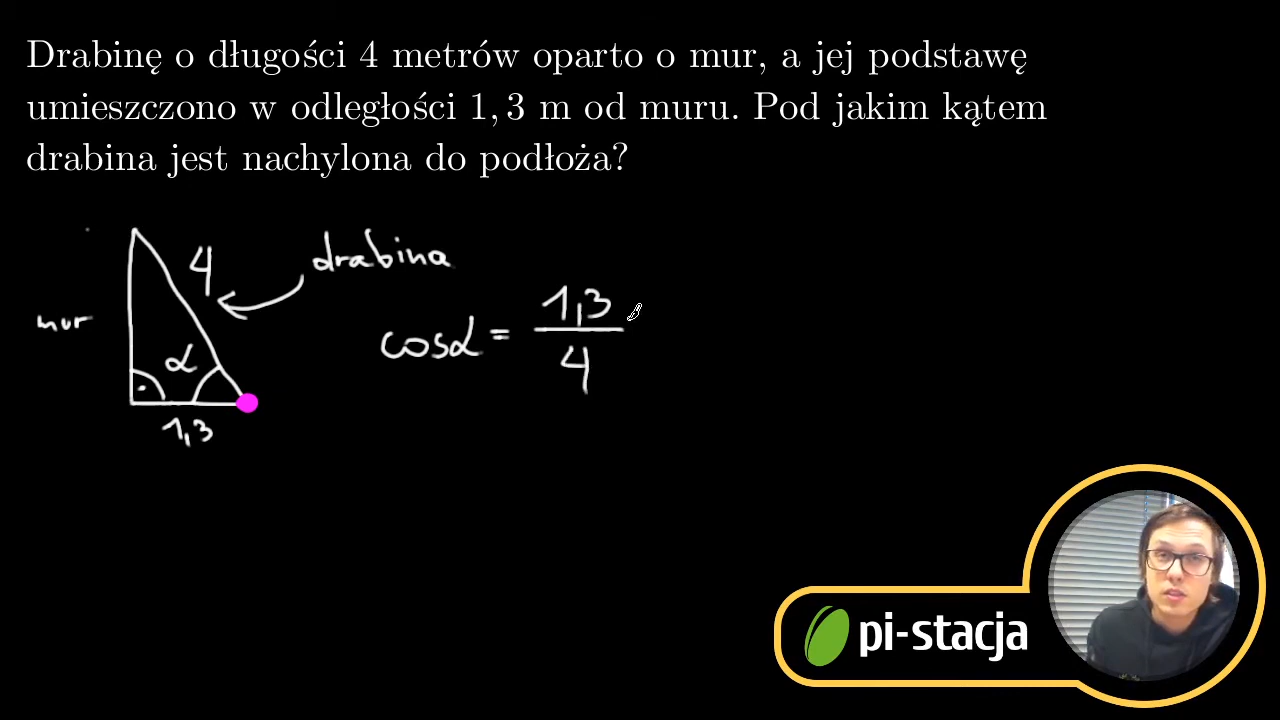 Drabinę o długości 4 metrów oparto o mur, a jej podstawę
umieszczono w odległości 1,3 m od muru. Pod jakim kątem
drabina jest nachylona do podłoża?
4
drabina
mur
α
1,3
cosα = 1,3
4
pi-stacja